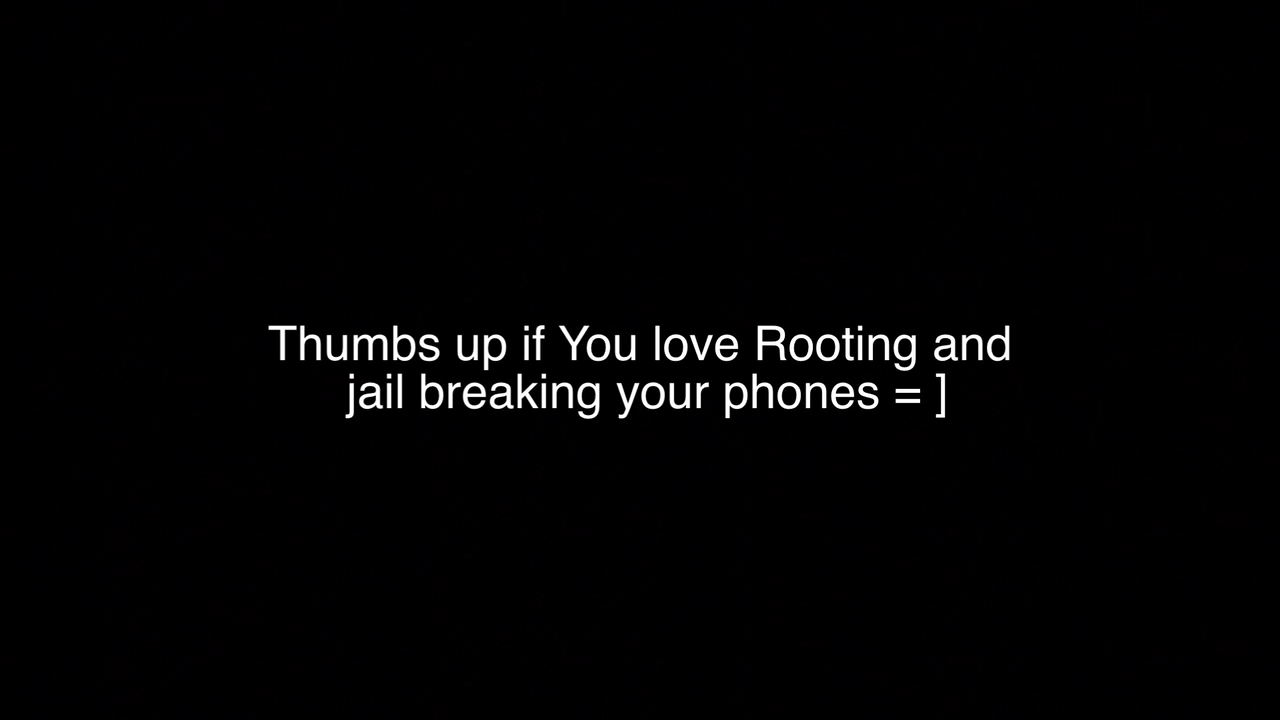 Thumbs up if You love Rooting and
jail breaking your phones = ]